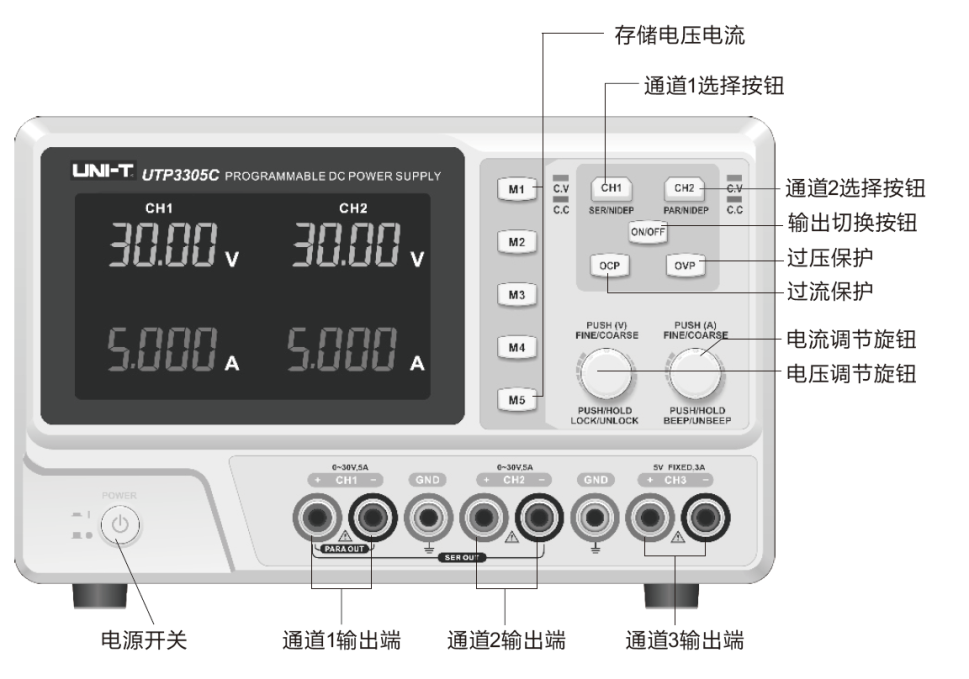 存储电压电流
通道1选择按钮
UNI-T UTP3305C PROGRAMMABLE DC POWER SUPPLY
CH1 CH2
30.00 V 30.00 V
5.000 A 5.000 A
M1
M2
M3
M4
M5
C.V
C.C
CH1
SER/NIDEP
CH2
PAR/NIDEP
C.V
C.C
ON/OFF
OCP
OVP
通道2选择按钮
输出切换按钮
过压保护
过流保护
PUSH (V)
FINE/COARSE
PUSH (A)
FINE/COARSE
电流调节旋钮
电压调节旋钮
PUSH/HOLD
LOCK/UNLOCK
PUSH/HOLD
BEEP/UNBEEP
POWER
0~30V,5A
+ CH1 −
GND
0~30V,5A
+ CH2 −
GND
5V FIXED,3A
+ CH3 −
PARA OUT
SER OUT
电源开关
通道1输出端
通道2输出端
通道3输出端